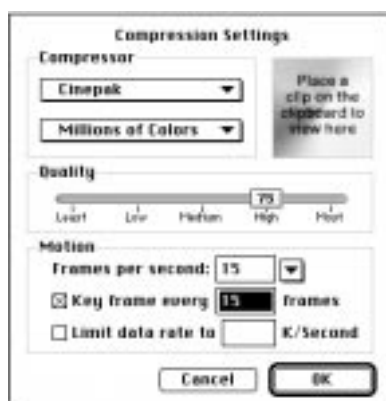 Compression Settings
Compressor
Cinepak
Millions of Colors
Place a
clip on the
clipboard to
view here
Quality
75
Least Low Medium High Most
Motion
Frames per second: 15
Key frame every 15 frames
Limit data rate to K/Second
Cancel OK